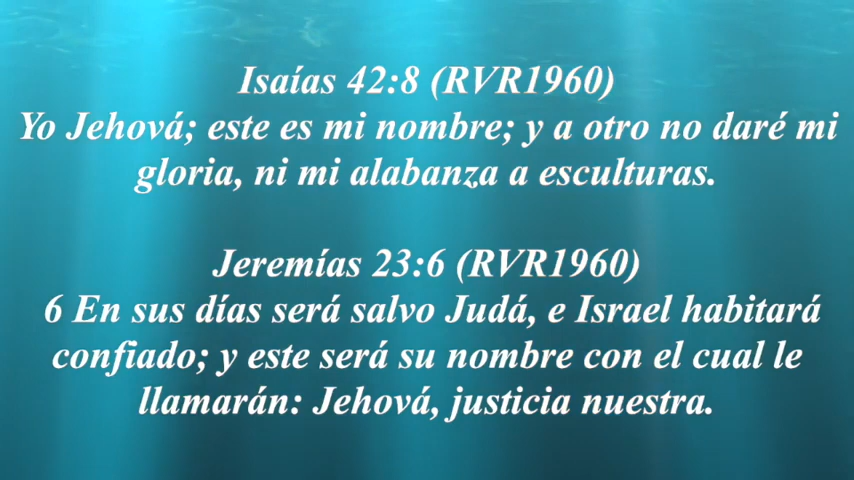 Isaías 42:8 (RVR1960)
Yo Jehová; este es mi nombre; y a otro no daré mi
gloria, ni mi alabanza a esculturas.
Jeremías 23:6 (RVR1960)
6 En sus días será salvo Judá, e Israel habitará
confiado; y este será su nombre con el cual le
llamarán: Jehová, justicia nuestra.